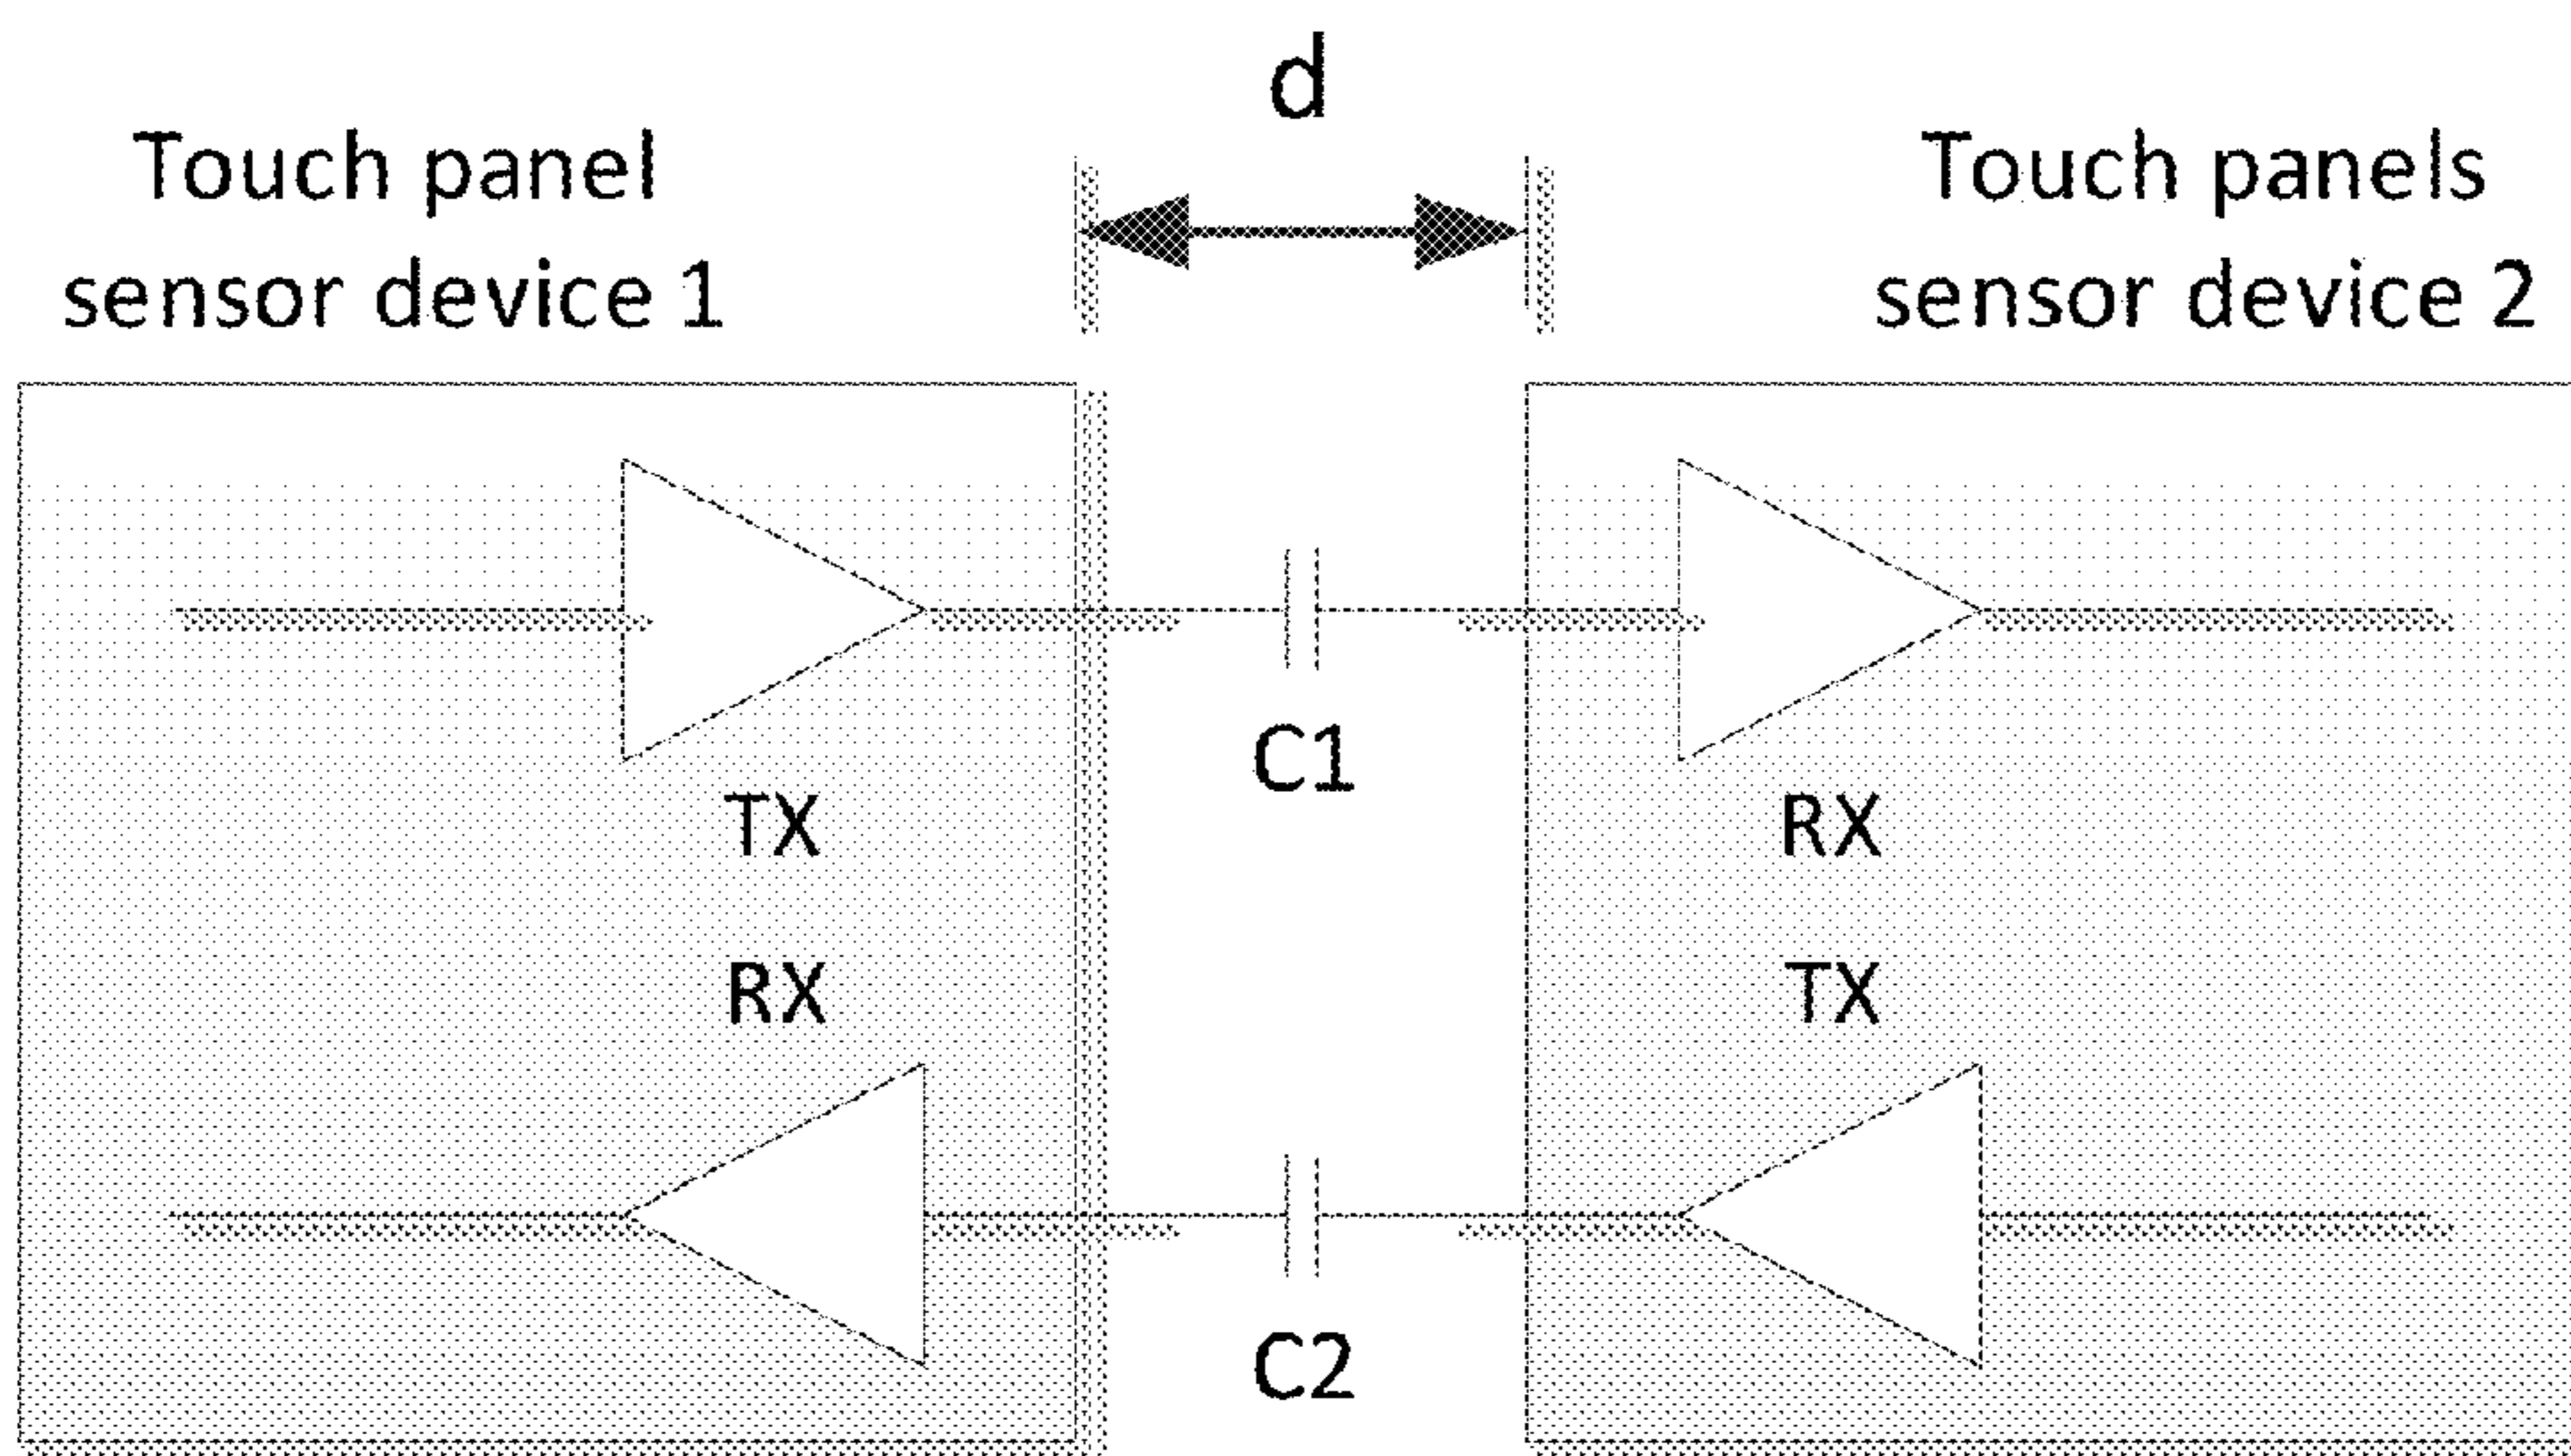 d
Touch panel
sensor device 1
Touch panels
sensor device 2
C1
TX
RX
RX
TX
C2